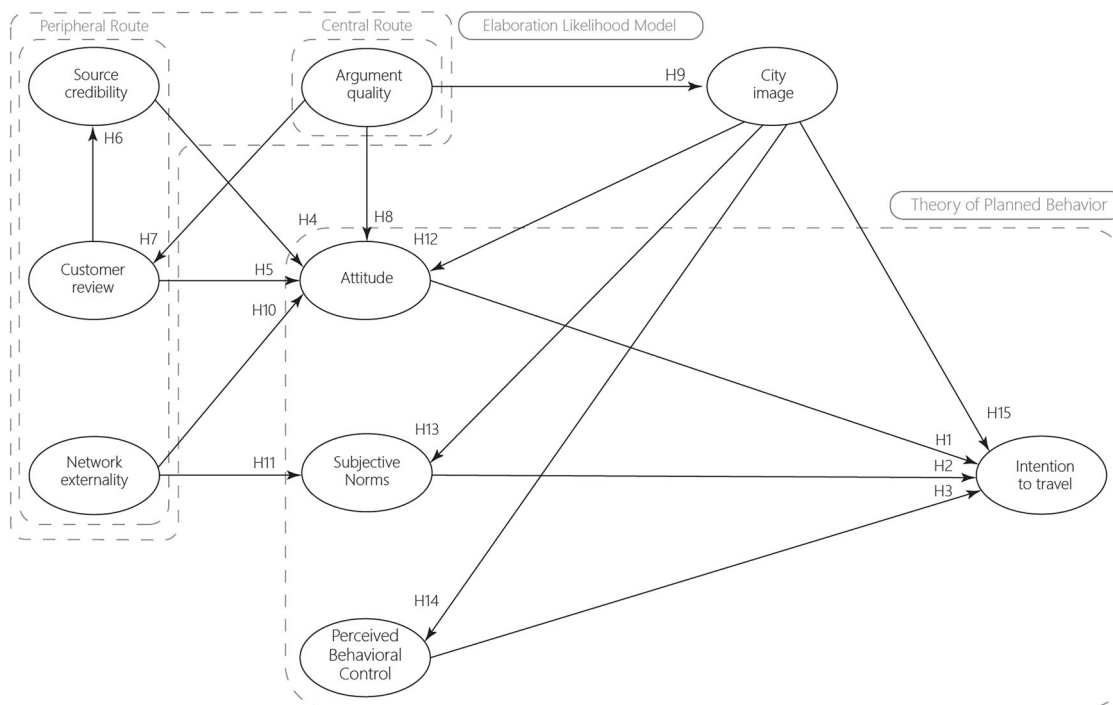 Peripheral Route
Central Route
Elaboration Likelihood Model
Source
credibility
Argument
quality
H9
City
image
H6
Theory of Planned Behavior
H4
H8
H7
H12
Customer
review
H5
Attitude
H10
H13
H15
H1
Network
externality
H11
Subjective
Norms
H2
Intention
to travel
H3
H14
Perceived
Behavioral
Control